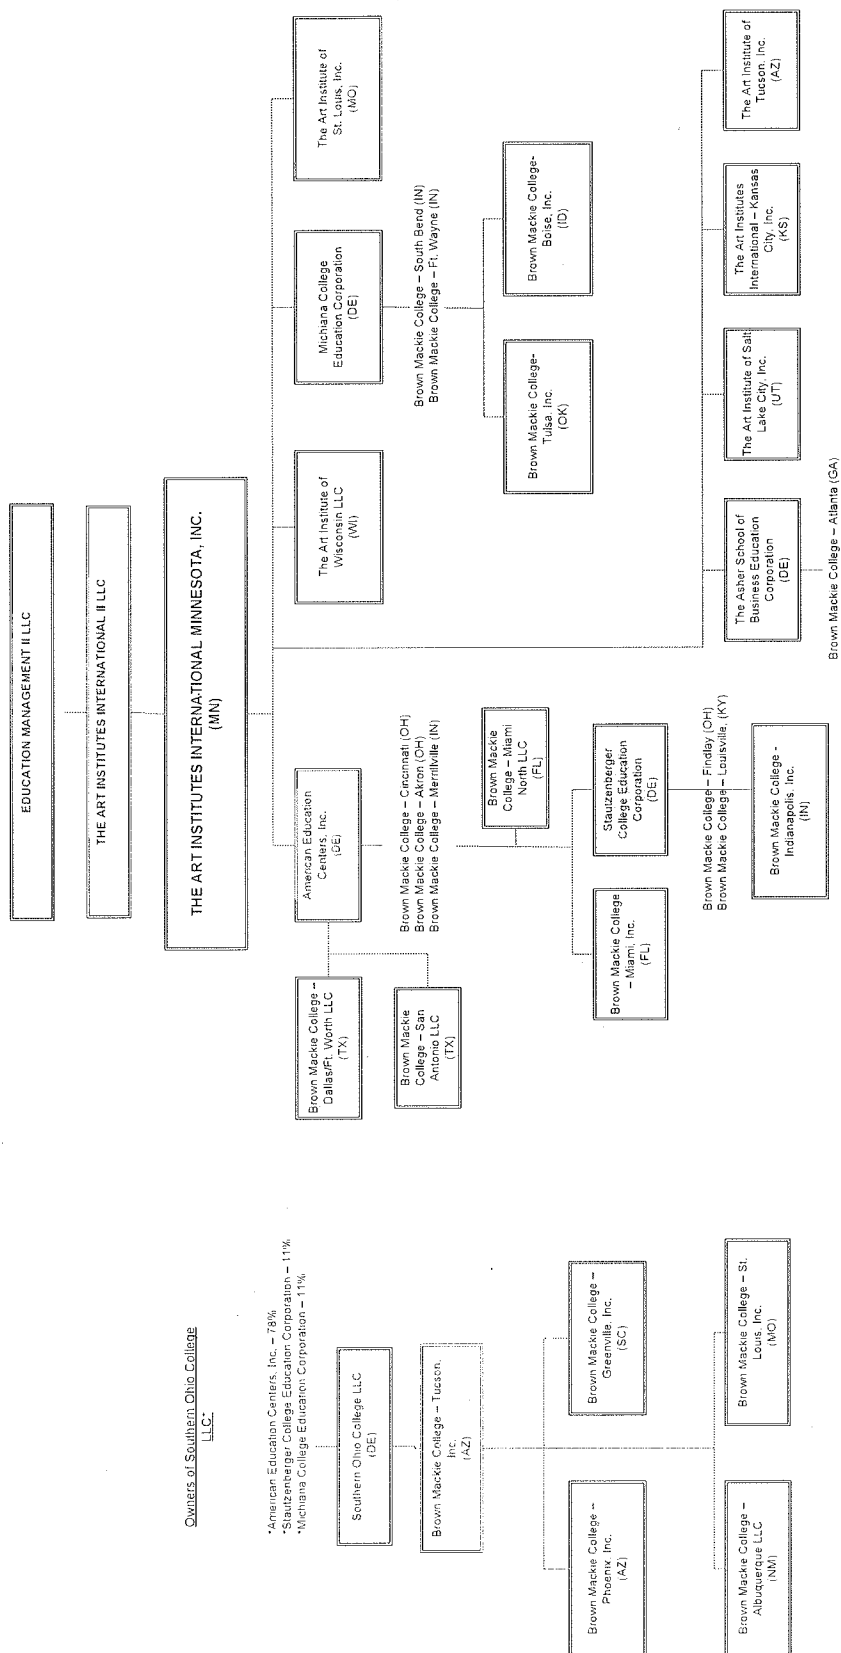 EDUCATION MANAGEMENT II LLC
THE ART INSTITUTES INTERNATIONAL II LLC
THE ART INSTITUTES INTERNATIONAL MINNESOTA, INC.
(MN)
American Education
Centers, Inc.
(DE)
The Art Institute of
Wisconsin LLC
(WI)
Michiana College
Education Corporation
(DE)
The Art Institute of
St. Louis, Inc.
(MO)
Brown Mackie College –
Dallas/Ft. Worth LLC
(TX)
Brown Mackie
College – San
Antonio LLC
(TX)
Brown Mackie College – Cincinnati (OH)
Brown Mackie College – Akron (OH)
Brown Mackie College – Merrillville (IN)
Brown Mackie College – South Bend (IN)
Brown Mackie College – Ft. Wayne (IN)
Brown Mackie
College – Miami
North LLC
(FL)
Brown Mackie College-
Tulsa, Inc.
(OK)
Brown Mackie College-
Boise, Inc.
(ID)
Brown Mackie College
– Miami, Inc.
(FL)
Stautzenberger
College Education
Corporation
(DE)
Brown Mackie College – Findlay (OH)
Brown Mackie College – Louisville, (KY)
Brown Mackie College -
Indianapolis, Inc.
(IN)
The Asher School of
Business Education
Corporation
(DE)
The Art Institute of Salt
Lake City, Inc.
(UT)
The Art Institutes
International – Kansas
City, Inc.
(KS)
The Art Institute of
Tucson, Inc.
(AZ)
Brown Mackie College – Atlanta (GA)
Owners of Southern Ohio College
LLC*
*American Education Centers, Inc. – 78%
*Stautzenberger College Education Corporation – 11%
*Michiana College Education Corporation – 11%
Southern Ohio College LLC
(DE)
Brown Mackie College – Tucson,
Inc.
(AZ)
Brown Mackie College –
Phoenix, Inc.
(AZ)
Brown Mackie College –
Greenville, Inc.
(SC)
Brown Mackie College –
Albuquerque LLC
(NM)
Brown Mackie College – St.
Louis, Inc.
(MO)